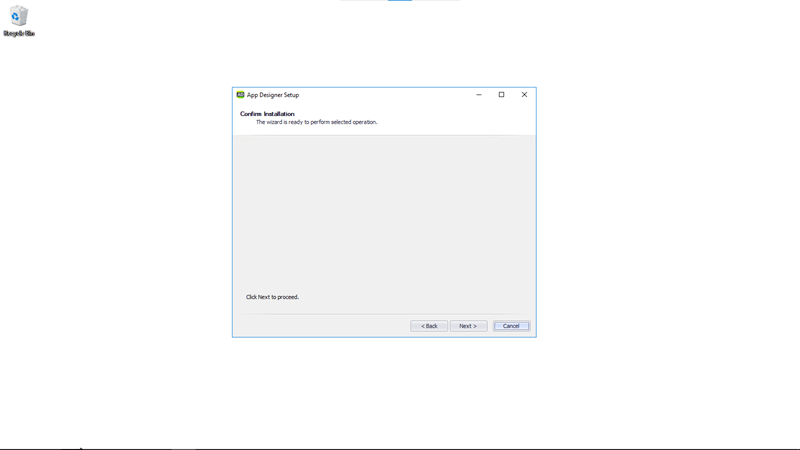 Recycle Bin
App Designer Setup
Confirm Installation
The wizard is ready to perform selected operation.
Click Next to proceed.
< Back
Next >
Cancel